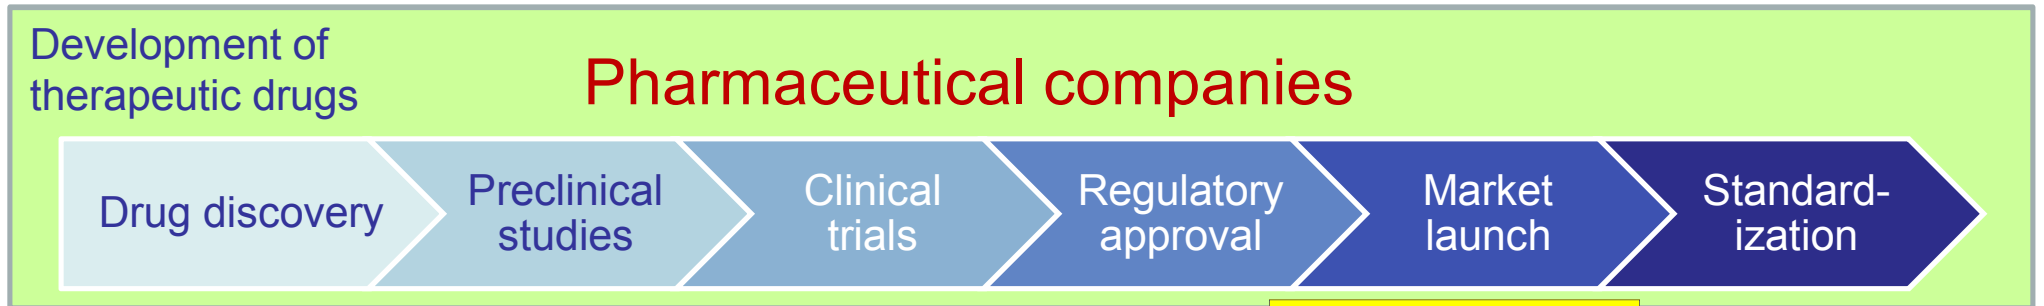 Development of
therapeutic drugs
Pharmaceutical companies
Drug discovery
Preclinical
studies
Clinical
trials
Regulatory
approval
Market
launch
Standard-
ization